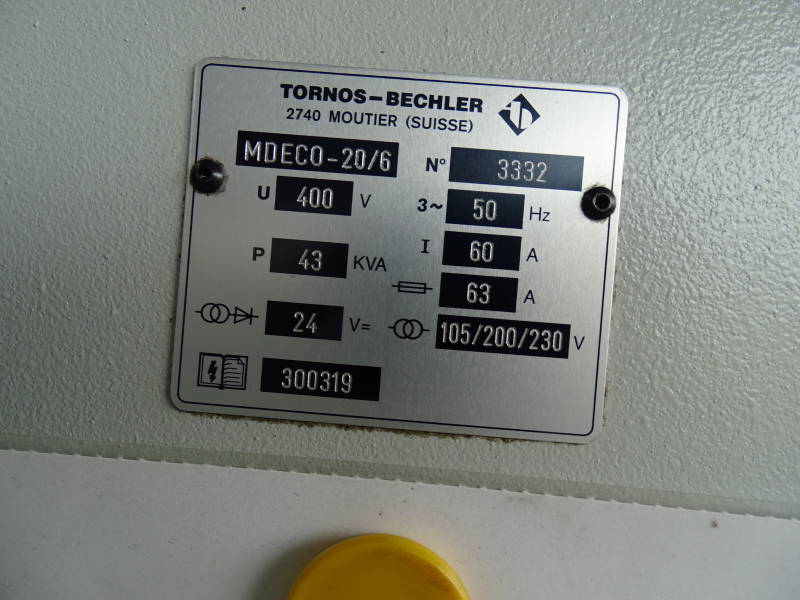 TORNOS-BECHLER
2740 MOUTIER (SUISSE)
MDECO-20/6 N° 3332
U 400 V 3~ 50 Hz
P 43 KVA I 60 A
63 A
24 V= 105/200/230 V
300319